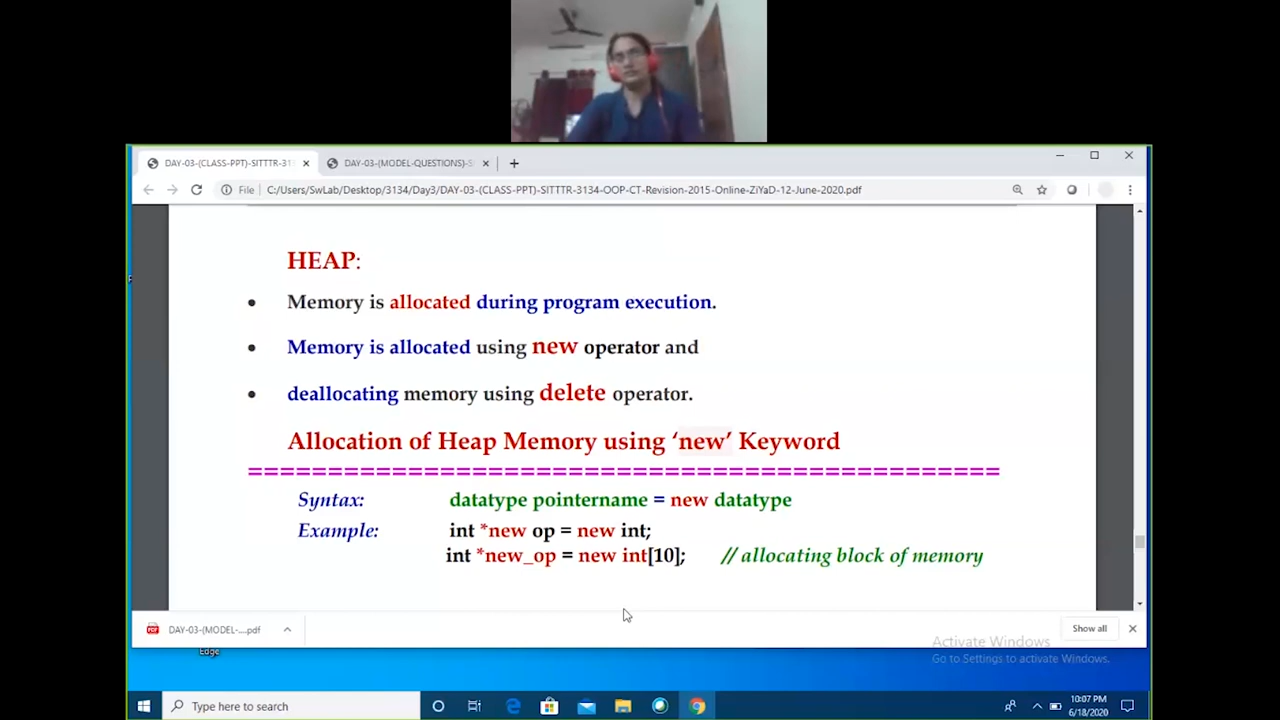 DAY-03-(CLASS-PPT)-SITTTR-31
DAY-03-(MODEL-QUESTIONS)-S
File C:/Users/SwLab/Desktop/3134/Day3/DAY-03-(CLASS-PPT)-SITTTR-3134-OOP-CT-Revision-2015-Online-ZiYaD-12-June-2020.pdf
HEAP:
• Memory is allocated during program execution.
• Memory is allocated using new operator and
• deallocating memory using delete operator.
Allocation of Heap Memory using ‘new’ Keyword
===============================================
Syntax: datatype pointername = new datatype
Example: int *new op = new int;
int *new_op = new int[10]; // allocating block of memory
DAY-03-(MODEL-....pdf
Show all
Activate Windows
Go to Settings to activate Windows.
Edge
Type here to search
10:07 PM
6/18/2020